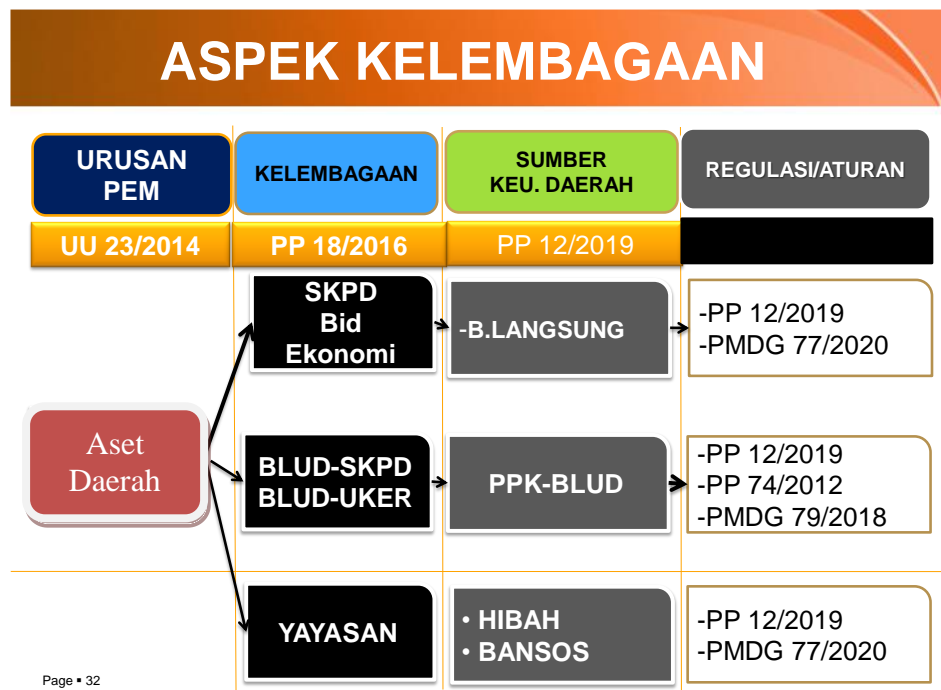 ASPEK KELEMBAGAAN
URUSAN
PEM
KELEMBAGAAN
SUMBER
KEU. DAERAH
REGULASI/ATURAN
UU 23/2014
PP 18/2016
PP 12/2019
SKPD
Bid
Ekonomi
-B.LANGSUNG
-PP 12/2019
-PMDG 77/2020
Aset
Daerah
BLUD-SKPD
BLUD-UKER
PPK-BLUD
-PP 12/2019
-PP 74/2012
-PMDG 79/2018
YAYASAN
• HIBAH
• BANSOS
-PP 12/2019
-PMDG 77/2020
Page ▪ 32